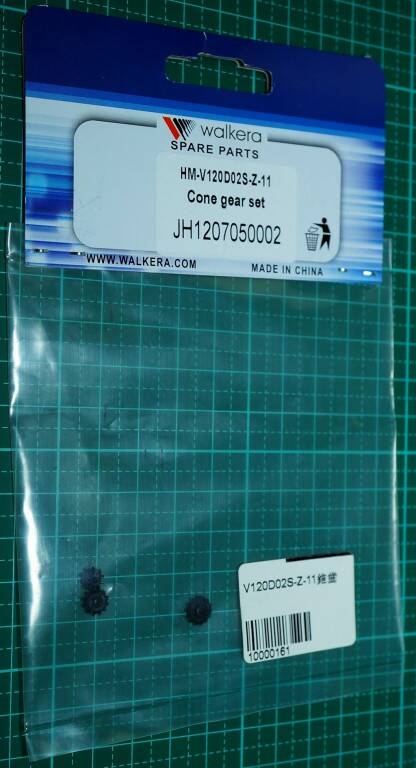 walkera
SPARE PARTS
HM-V120D02S-Z-11
Cone gear set
JH1207050002
WWW.WALKERA.COM
MADE IN CHINA
V120D02S-Z-11錐齒
10000161